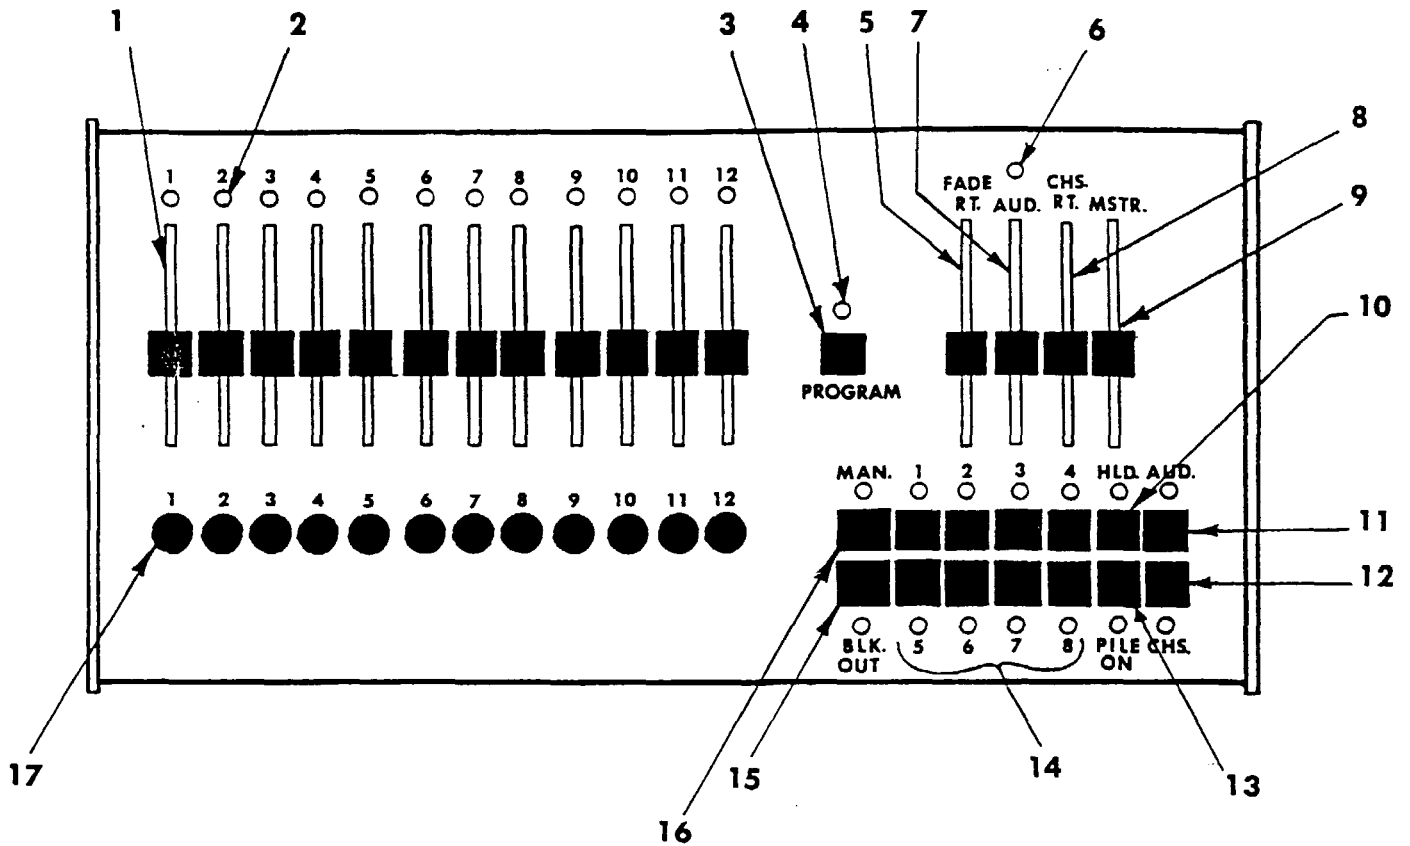 1 2 3 4 5 7 6
8
1 2 3 4 5 6 7 8 9 10 11 12
FADE RT. AUD. CHS. RT. MSTR.
9
10
PROGRAM
MAN. 1 2 3 4 HLD. AUD.
1 2 3 4 5 6 7 8 9 10 11 12
11
12
BLK. OUT 5 6 7 8 PILE ON CHS.
17 15 14 13
16